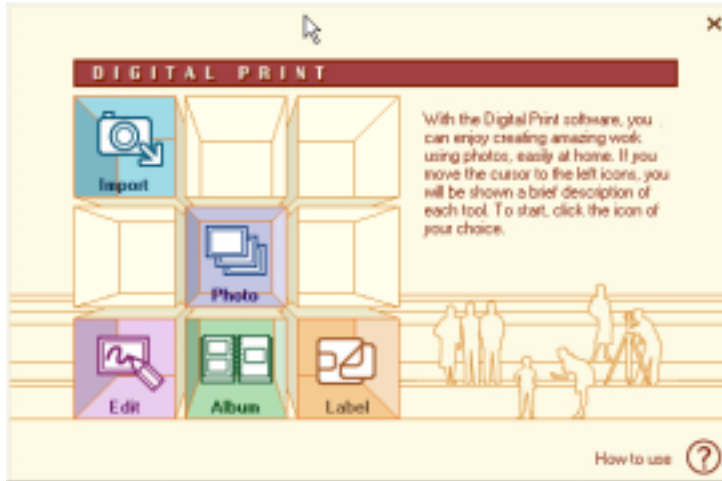 DIGITAL PRINT
With the Digital Print software, you
can enjoy creating amazing work
using photos, easily at home. If you
move the cursor to the left icons, you
will be shown a brief description of
each tool. To start, click the icon of
your choice.
Import
Photo
Edit
Album
Label
How to use
?